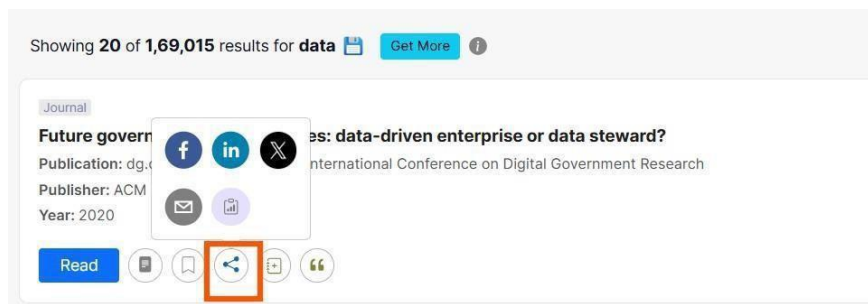 Showing 20 of 1,69,015 results for data Get More i
Journal
Future govern es: data-driven enterprise or data steward?
Publication: dg. nternational Conference on Digital Government Research
Publisher: ACM
Year: 2020
f in X
Read